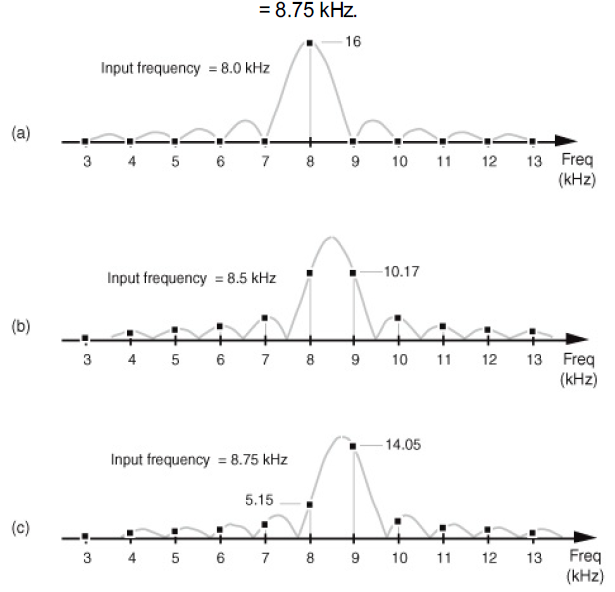 = 8.75 kHz.
16
Input frequency = 8.0 kHz
(a)
3 4 5 6 7 8 9 10 11 12 13 Freq
(kHz)
10.17
Input frequency = 8.5 kHz
(b)
3 4 5 6 7 8 9 10 11 12 13 Freq
(kHz)
14.05
Input frequency = 8.75 kHz
5.15
(c)
3 4 5 6 7 8 9 10 11 12 13 Freq
(kHz)